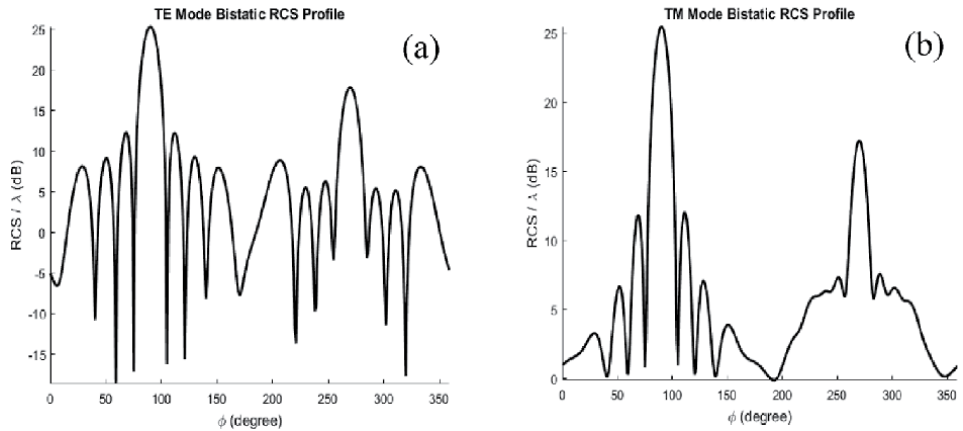 TE Mode Bistatic RCS Profile
(a)
25
20
15
10
5
0
-5
-10
-15
RCS / λ (dB)
0 50 100 150 200 250 300 350
ϕ (degree)
TM Mode Bistatic RCS Profile
(b)
25
20
15
10
5
0
RCS / λ (dB)
0 50 100 150 200 250 300 350
ϕ (degree)